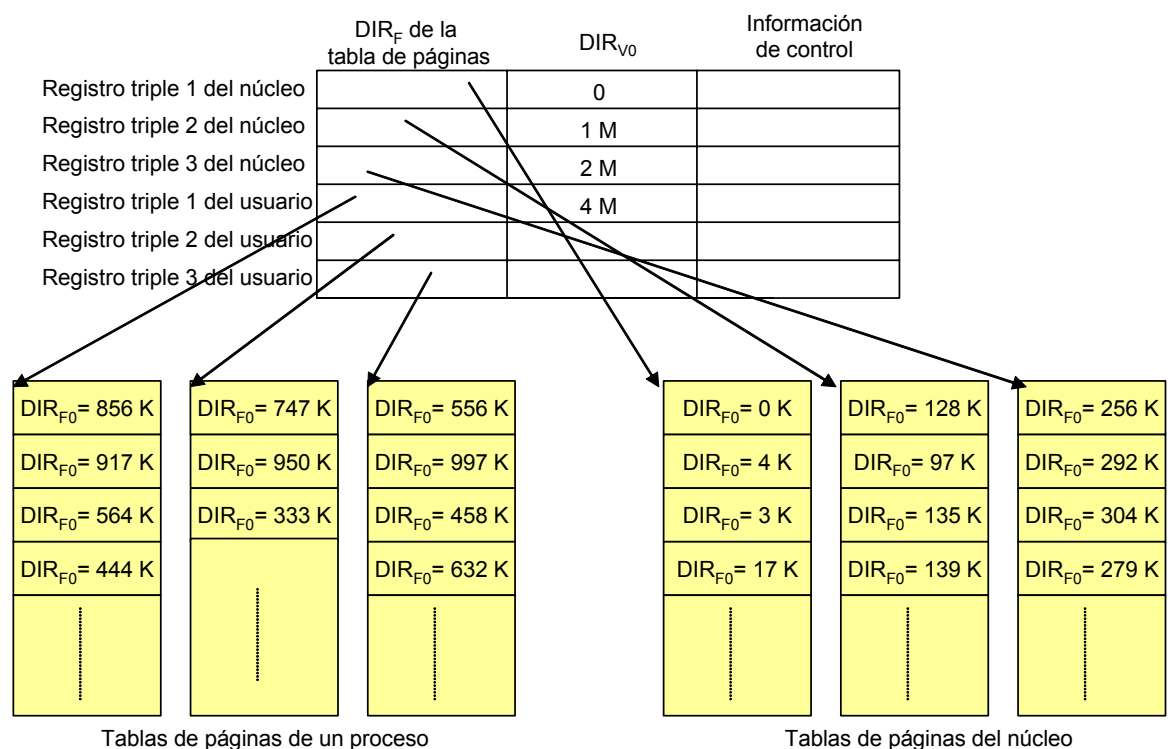 DIRF de la
tabla de páginas
DIRV0
Información
de control
Registro triple 1 del núcleo
0
Registro triple 2 del núcleo
1 M
Registro triple 3 del núcleo
2 M
Registro triple 1 del usuario
4 M
Registro triple 2 del usuario
Registro triple 3 del usuario
DIRF0= 856 K
DIRF0= 747 K
DIRF0= 556 K
DIRF0= 0 K
DIRF0= 128 K
DIRF0= 256 K
DIRF0= 917 K
DIRF0= 950 K
DIRF0= 997 K
DIRF0= 4 K
DIRF0= 97 K
DIRF0= 292 K
DIRF0= 564 K
DIRF0= 333 K
DIRF0= 458 K
DIRF0= 3 K
DIRF0= 135 K
DIRF0= 304 K
DIRF0= 444 K
DIRF0= 632 K
DIRF0= 17 K
DIRF0= 139 K
DIRF0= 279 K
Tablas de páginas de un proceso
Tablas de páginas del núcleo